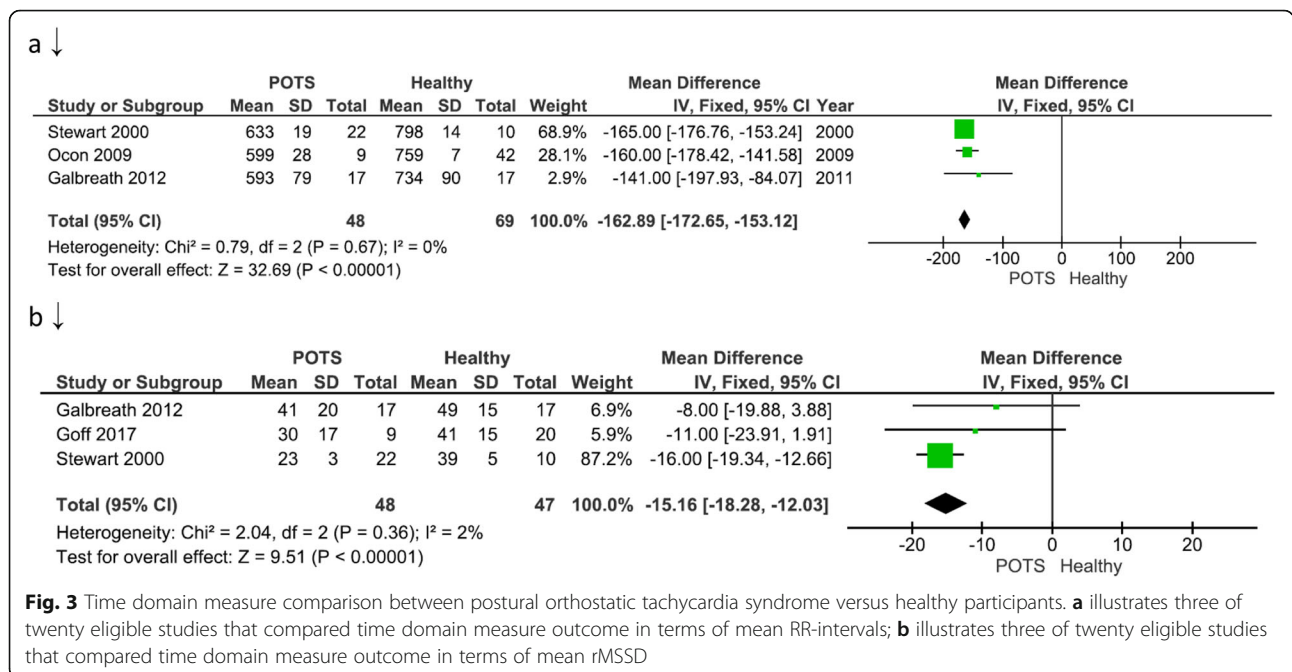 a ↓
POTS Healthy Mean Difference Mean Difference
Study or Subgroup Mean SD Total Mean SD Total Weight IV, Fixed, 95% CI Year IV, Fixed, 95% CI
Stewart 2000 633 19 22 798 14 10 68.9% -165.00 [-176.76, -153.24] 2000
Ocon 2009 599 28 9 759 7 42 28.1% -160.00 [-178.42, -141.58] 2009
Galbreath 2012 593 79 17 734 90 17 2.9% -141.00 [-197.93, -84.07] 2011
Total (95% CI) 48 69 100.0% -162.89 [-172.65, -153.12]
Heterogeneity: Chi² = 0.79, df = 2 (P = 0.67); I² = 0%
Test for overall effect: Z = 32.69 (P < 0.00001)
-200 -100 0 100 200
POTS Healthy
b ↓
POTS Healthy Mean Difference Mean Difference
Study or Subgroup Mean SD Total Mean SD Total Weight IV, Fixed, 95% CI IV, Fixed, 95% CI
Galbreath 2012 41 20 17 49 15 17 6.9% -8.00 [-19.88, 3.88]
Goff 2017 30 17 9 41 15 20 5.9% -11.00 [-23.91, 1.91]
Stewart 2000 23 3 22 39 5 10 87.2% -16.00 [-19.34, -12.66]
Total (95% CI) 48 47 100.0% -15.16 [-18.28, -12.03]
Heterogeneity: Chi² = 2.04, df = 2 (P = 0.36); I² = 2%
Test for overall effect: Z = 9.51 (P < 0.00001)
-20 -10 0 10 20
POTS Healthy
Fig. 3 Time domain measure comparison between postural orthostatic tachycardia syndrome versus healthy participants. a illustrates three of
twenty eligible studies that compared time domain measure outcome in terms of mean RR-intervals; b illustrates three of twenty eligible studies
that compared time domain measure outcome in terms of mean rMSSD